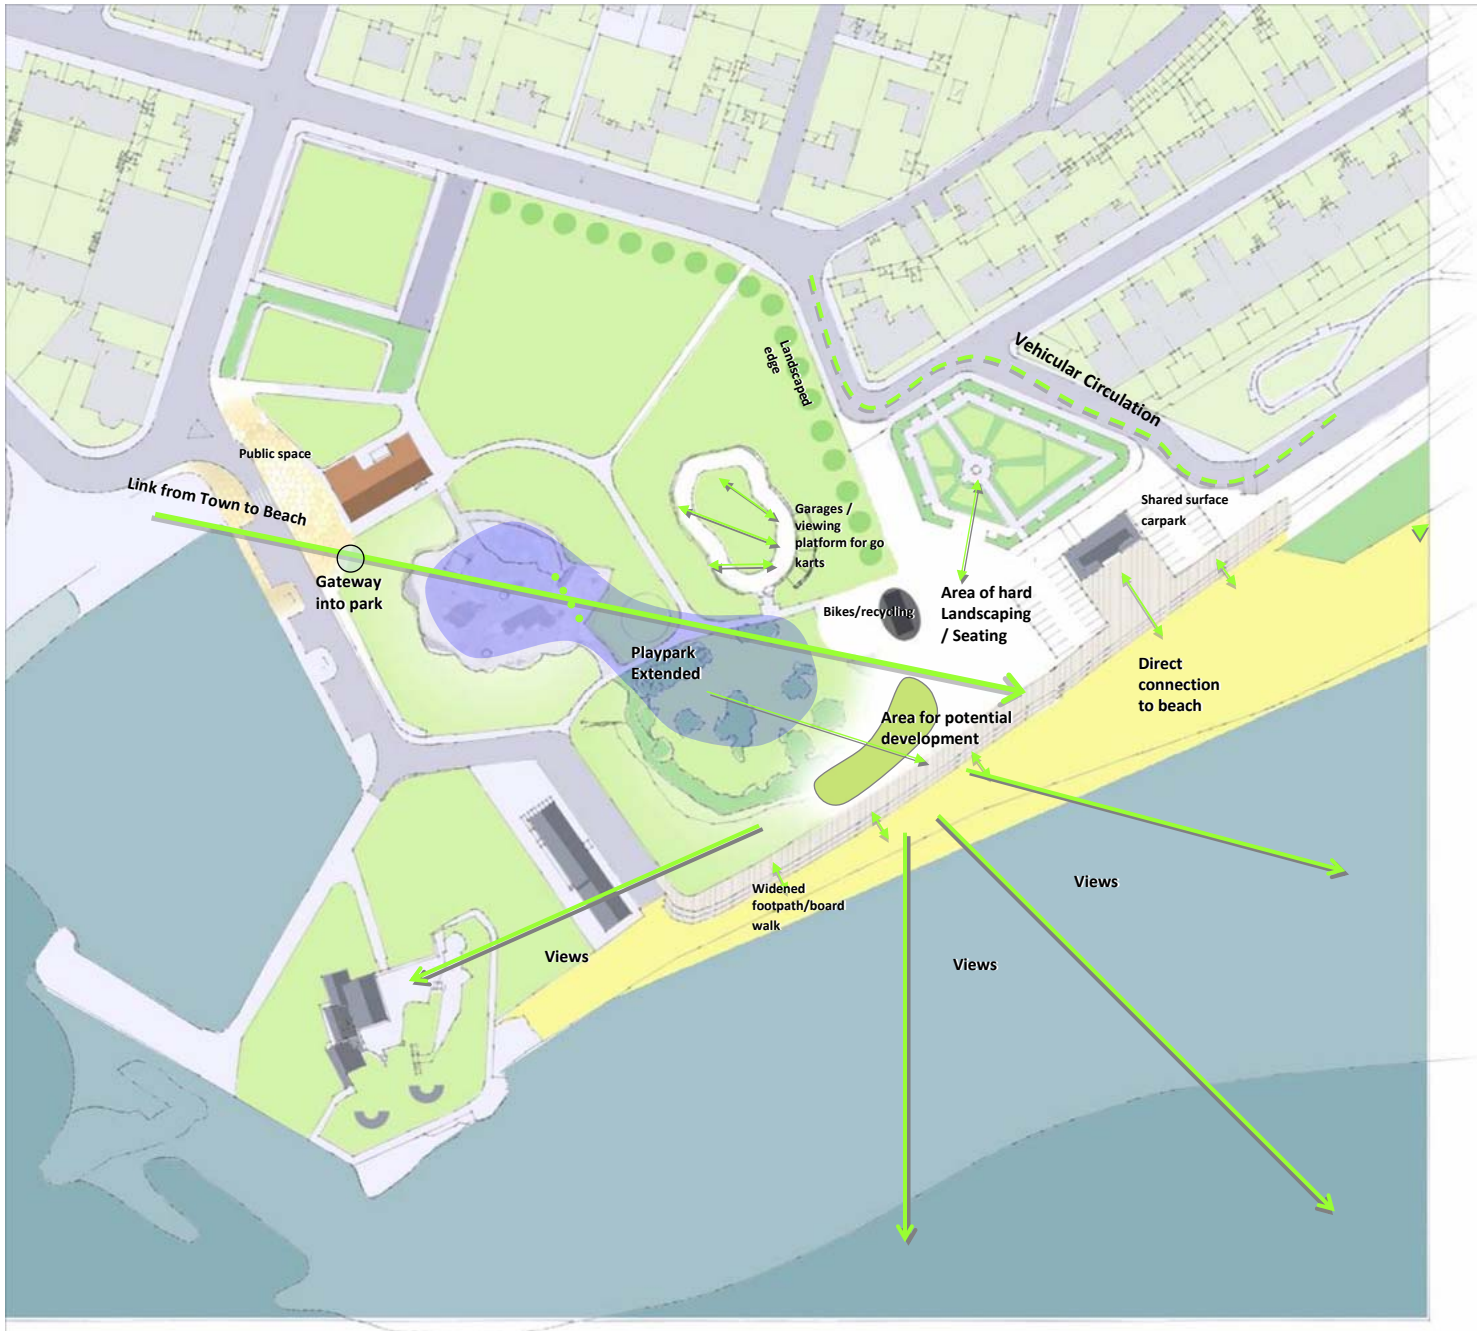 Landscaped
edge
Vehicular Circulation
Public space
Link from Town to Beach
Gateway
into park
Garages /
viewing
platform for go
karts
Shared surface
carpark
Bikes/recycling
Area of hard
Landscaping
/ Seating
Playpark
Extended
Direct
connection
to beach
Area for potential
development
Widened
footpath/board
walk
Views
Views
Views